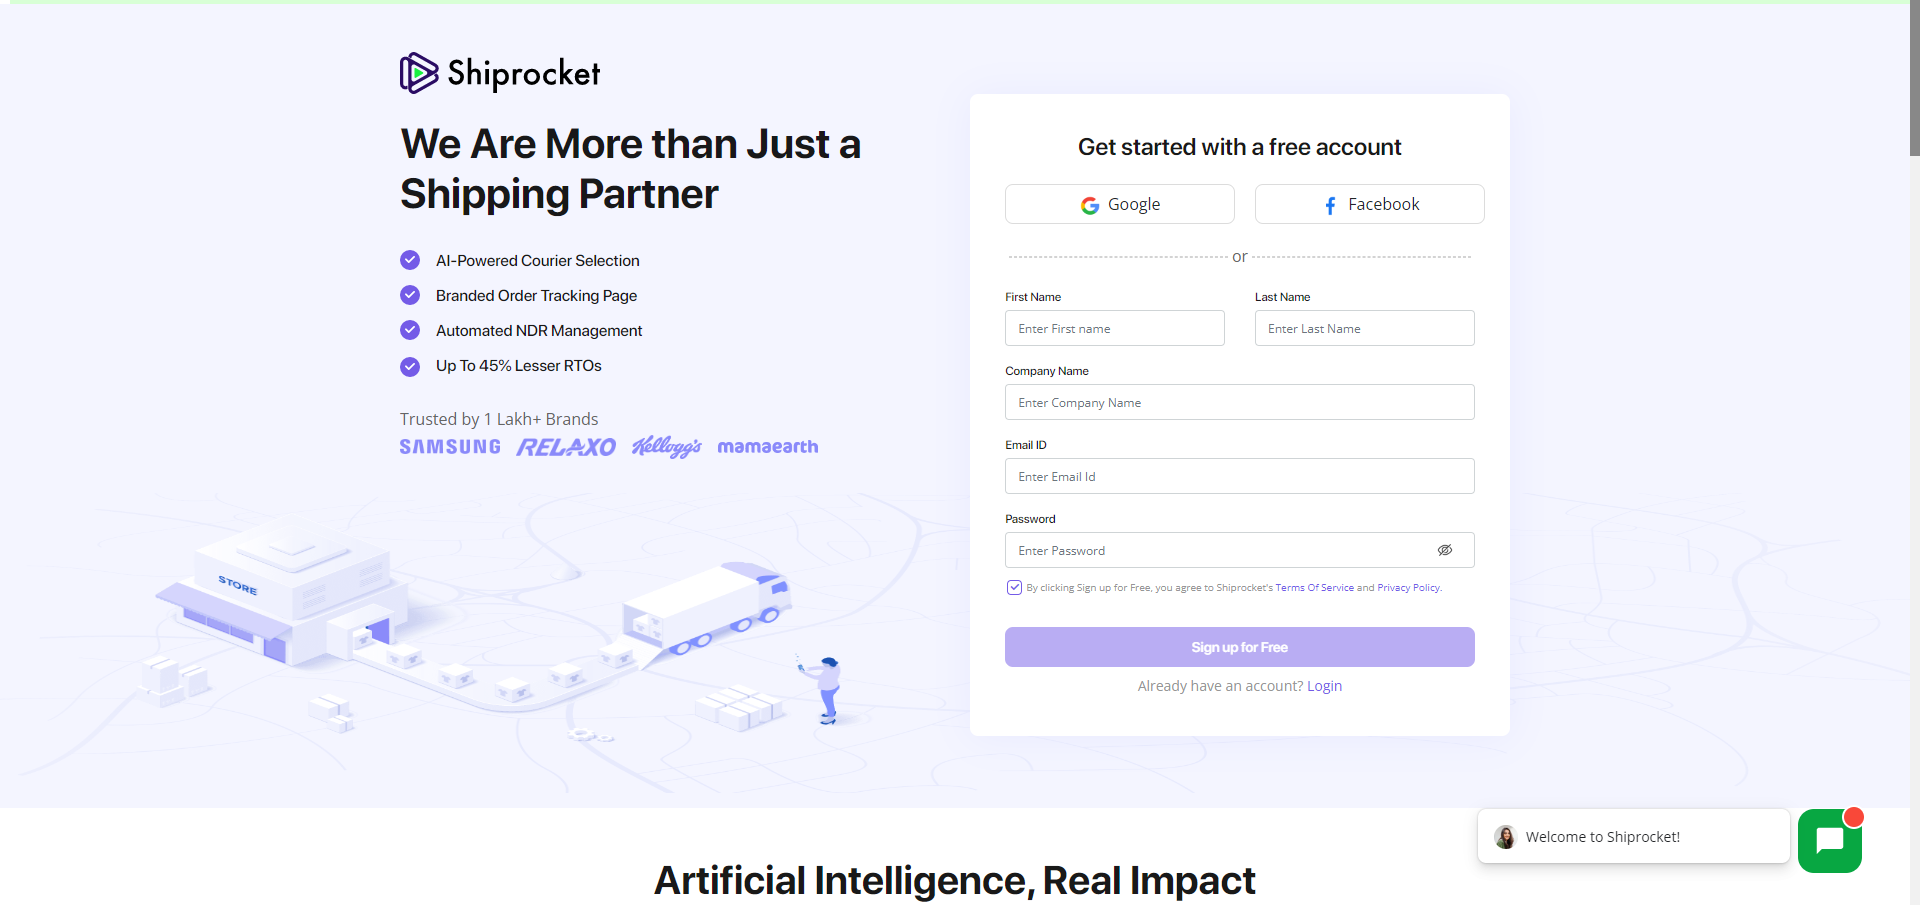 Shiprocket
We Are More than Just a
Shipping Partner
AI-Powered Courier Selection
Branded Order Tracking Page
Automated NDR Management
Up To 45% Lesser RTOs
Trusted by 1 Lakh+ Brands
SAMSUNG RELAXO Kellogg's mamaearth
STORE
Get started with a free account
Google Facebook
or
First Name Last Name
Enter First name Enter Last Name
Company Name
Enter Company Name
Email ID
Enter Email Id
Password
Enter Password
By clicking Sign up for Free, you agree to Shiprocket's Terms Of Service and Privacy Policy.
Sign up for Free
Already have an account? Login
Welcome to Shiprocket!
Artificial Intelligence, Real Impact